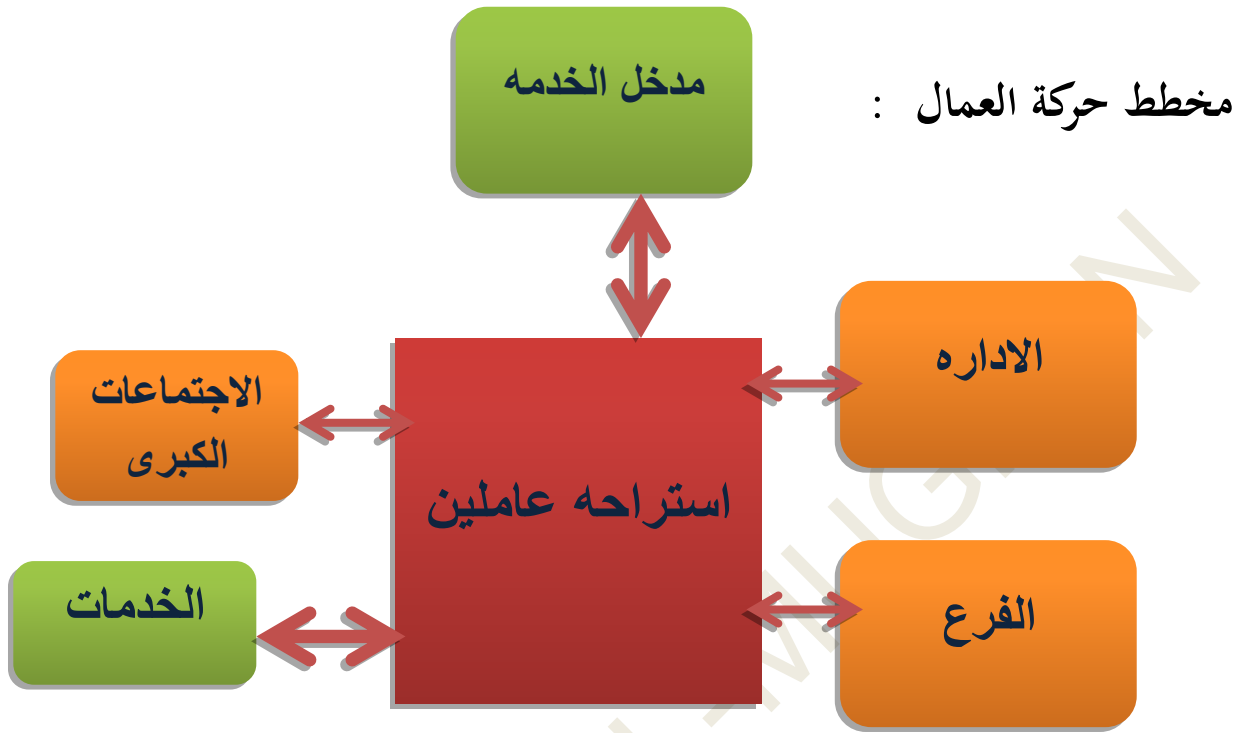 مخطط حركة العمال :
مدخل الخدمه
الاداره
الاجتماعات
الكبرى
استراحه عاملين
الخدمات
الفرع